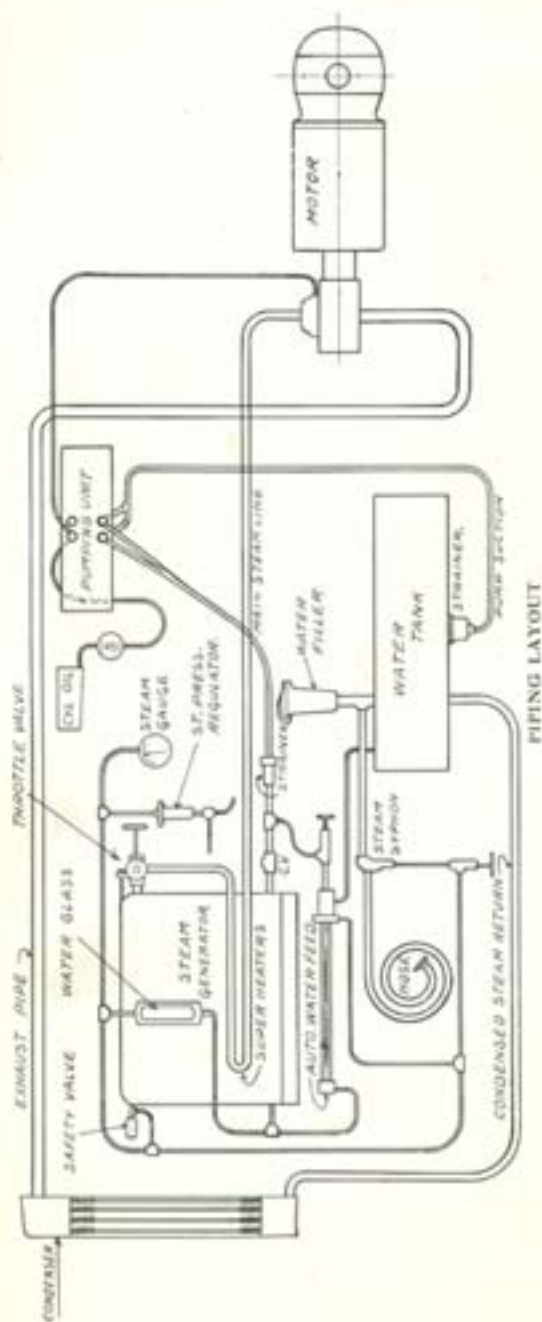 MOTOR
PUMPING UNIT
CYL. OIL
THROTTLE VALVE
STEAM
GAUGE
ST. PRESS.
REGULATOR
MAIN STEAM LINE
WATER
FILLER
WATER
TANK
STRAINER
PUMP SUCTION
EXHAUST PIPE
WATER GLASS
STEAM
GENERATOR
SUPER HEATERS
STRAINER
C.V.
STEAM
SYPHON
AUTO WATER FEED
HOSE
SAFETY VALVE
CONDENSED STEAM RETURN
CONDENSER
PIPING LAYOUT